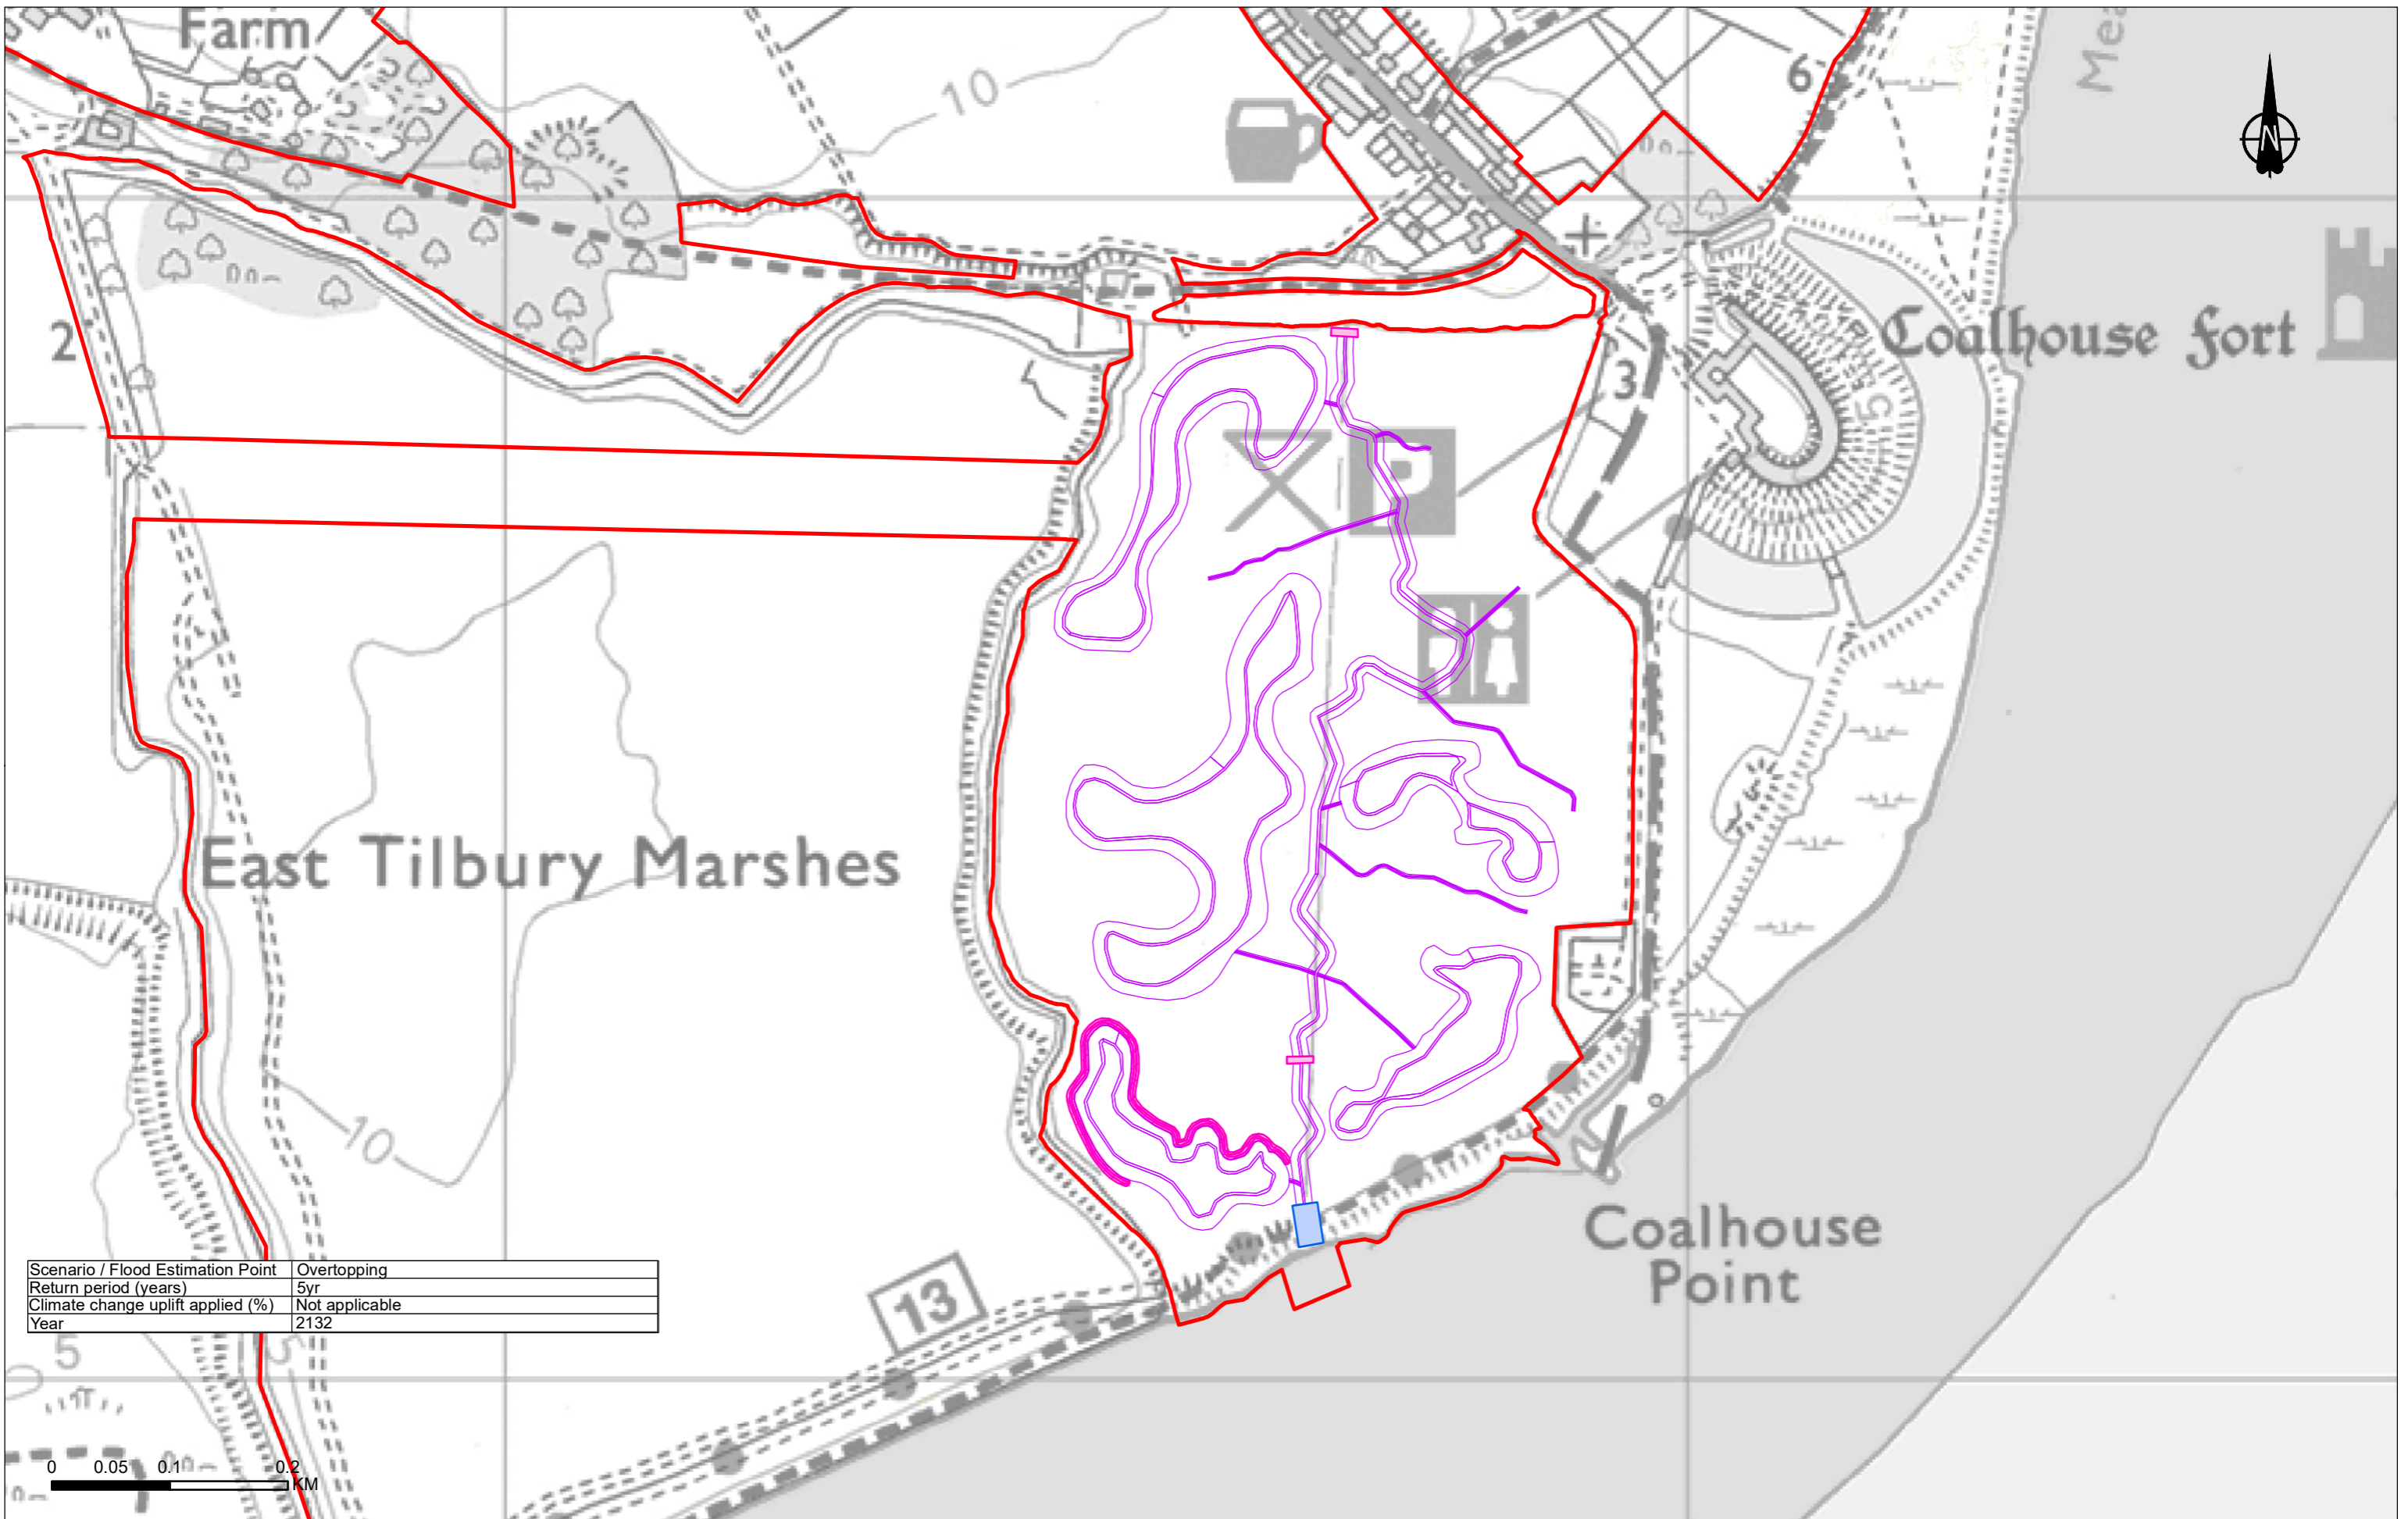 Farm
Mea
10
6
N
2
Coalhouse Fort
3
P
East Tilbury Marshes
10
Coalhouse
Point
13
Scenario / Flood Estimation Point Overtopping
Return period (years) 5yr
Climate change uplift applied (%) Not applicable
Year 2132
5
5
0 0.05 0.1 0.2
KM